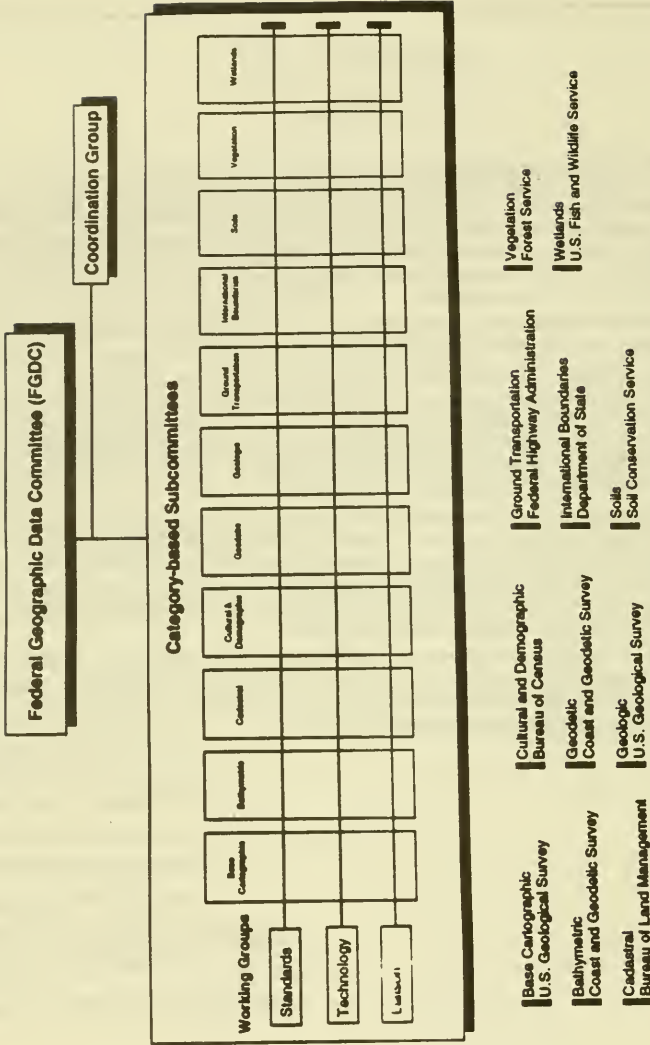 Federal Geographic Data Committee (FGDC)
Coordination Group
Category-based Subcommittees
Working Groups
Base
Cartographic
Bathymetric
Cadastral
Cultural &
Demographic
Geodetic
Geologic
Ground
Transportation
International
Boundaries
Soils
Vegetation
Wetlands
Standards
Technology
Liaison
Base Cartographic
U.S. Geological Survey
Bathymetric
Coast and Geodetic Survey
Cadastral
Bureau of Land Management
Cultural and Demographic
Bureau of Census
Geodetic
Coast and Geodetic Survey
Geologic
U.S. Geological Survey
Ground Transportation
Federal Highway Administration
International Boundaries
Department of State
Soils
Soil Conservation Service
Vegetation
Forest Service
Wetlands
U.S. Fish and Wildlife Service